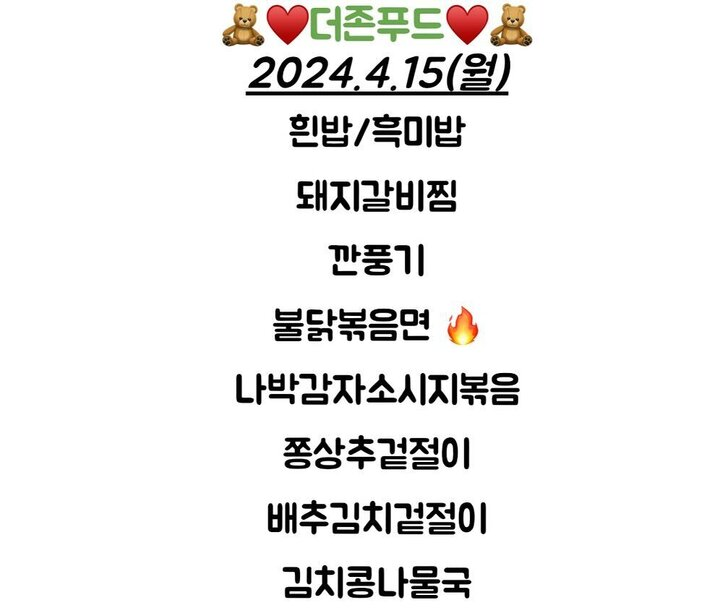 🧸❤️더존푸드❤️🧸
2024.4.15(월)
흰밥/흑미밥
돼지갈비찜
깐풍기
불닭볶음면 🔥
나박감자소시지볶음
쫑상추겉절이
배추김치겉절이
김치콩나물국